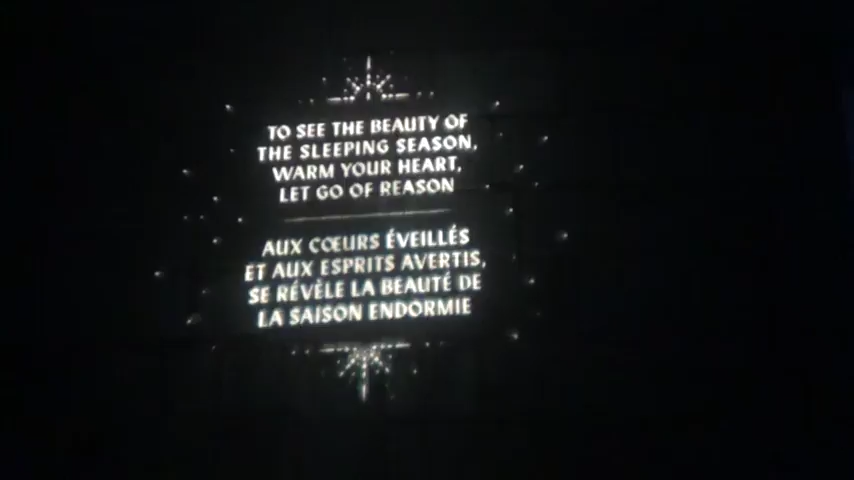 TO SEE THE BEAUTY OF
THE SLEEPING SEASON,
WARM YOUR HEART,
LET GO OF REASON
AUX CŒURS ÉVEILLÉS
ET AUX ESPRITS AVERTIS,
SE RÉVÈLE LA BEAUTÉ DE
LA SAISON ENDORMIE